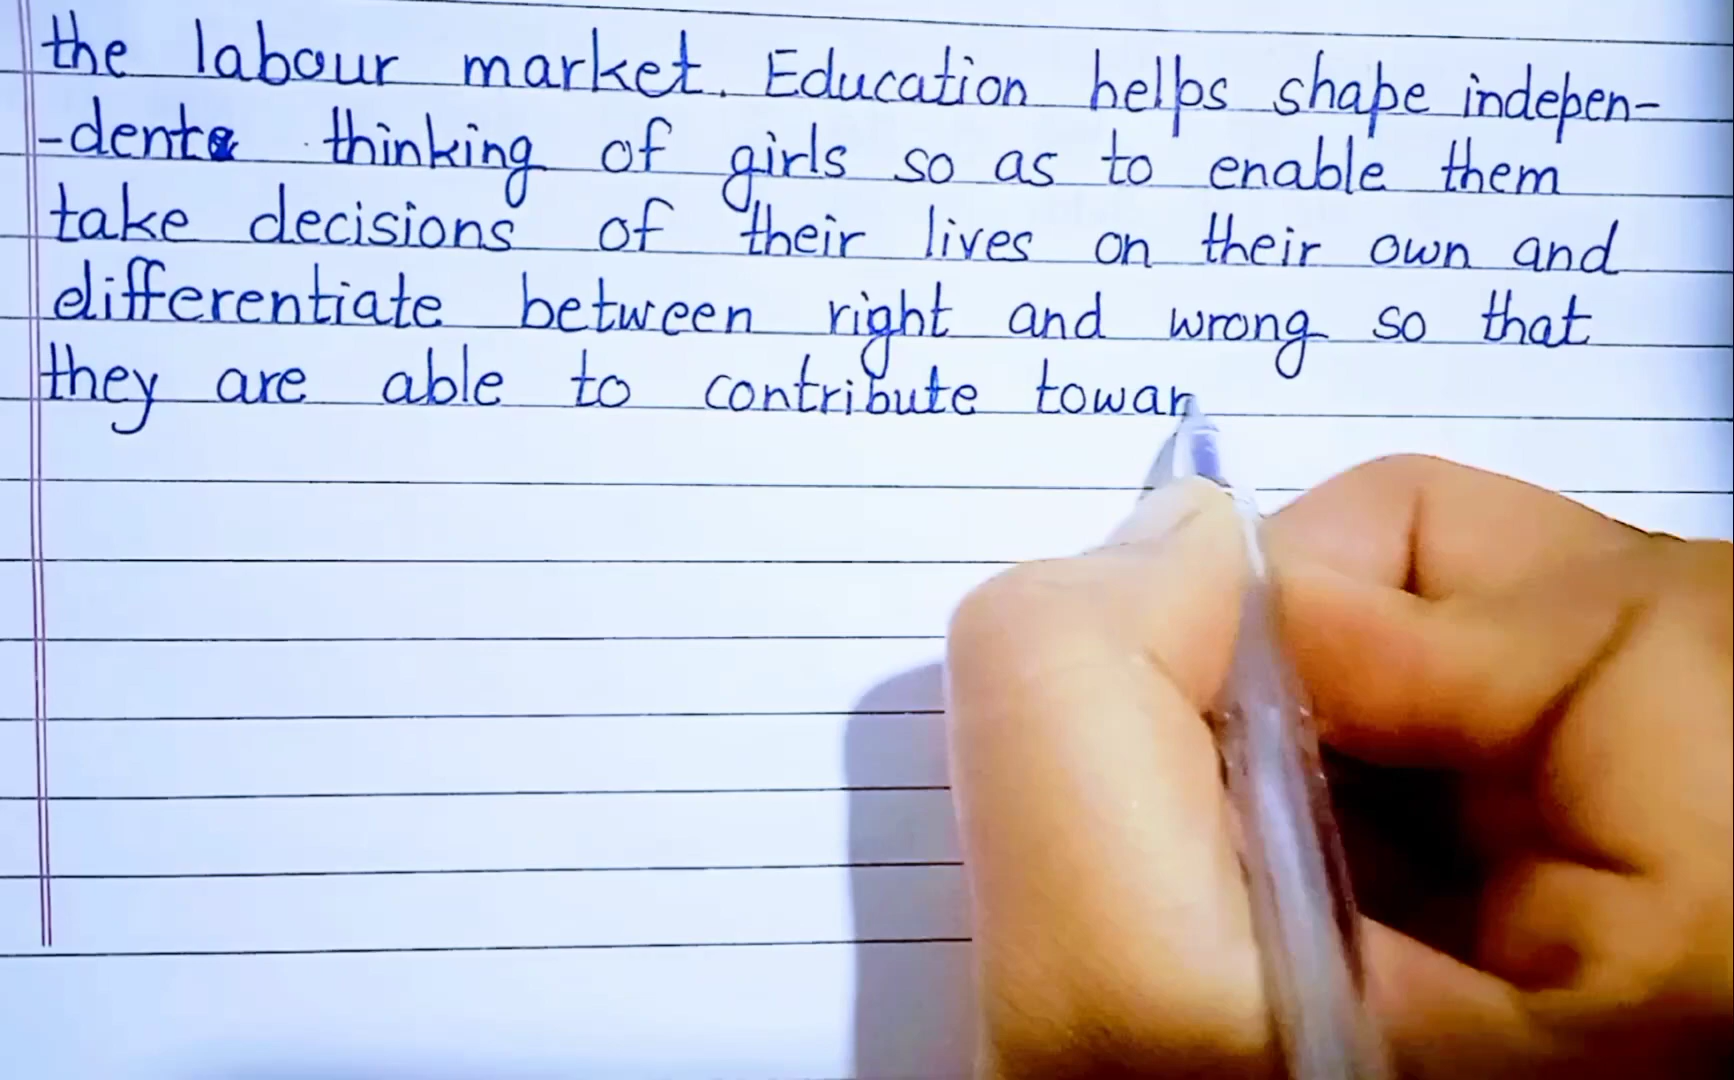 the labour market. Education helps shape indepen-
-dent thinking of girls so as to enable them
take decisions of their lives on their own and
differentiate between right and wrong so that
they are able to contribute towar